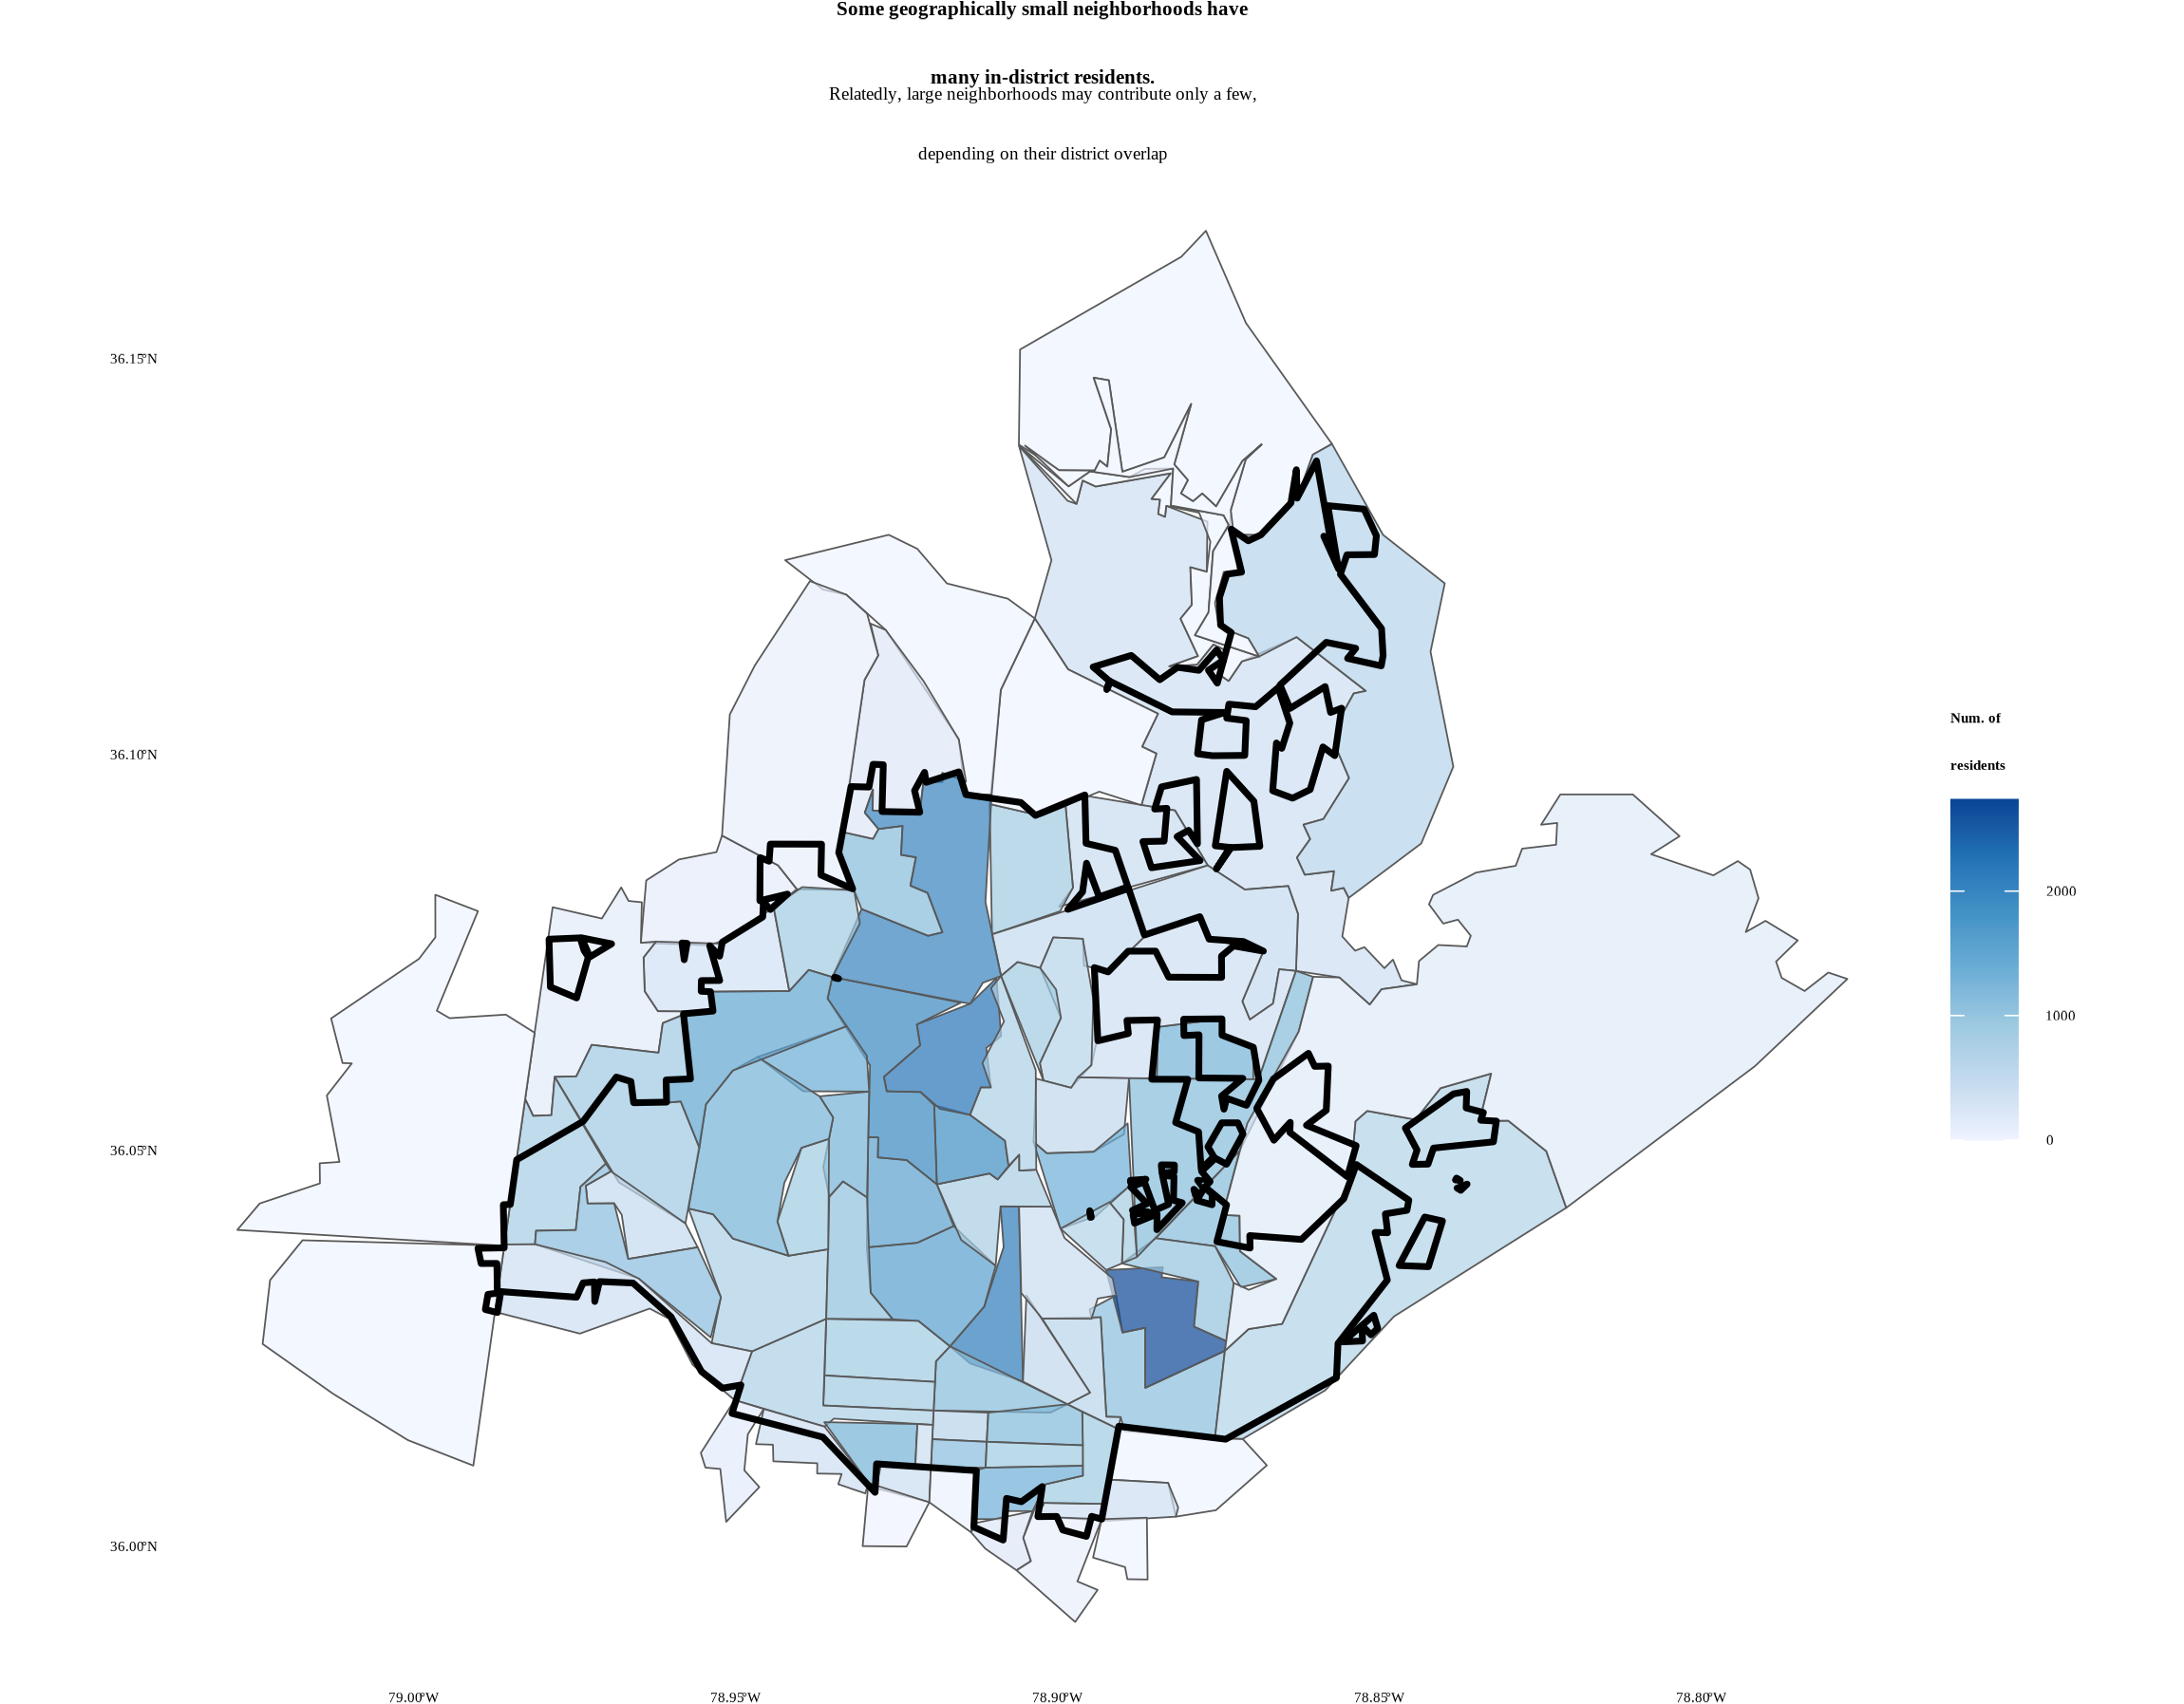 Some geographically small neighborhoods have
many in-district residents.
Relatedly, large neighborhoods may contribute only a few,
depending on their district overlap
36.15°N
36.10°N
36.05°N
36.00°N
Num. of
residents
2000
1000
0
79.00°W
78.95°W
78.90°W
78.85°W
78.80°W